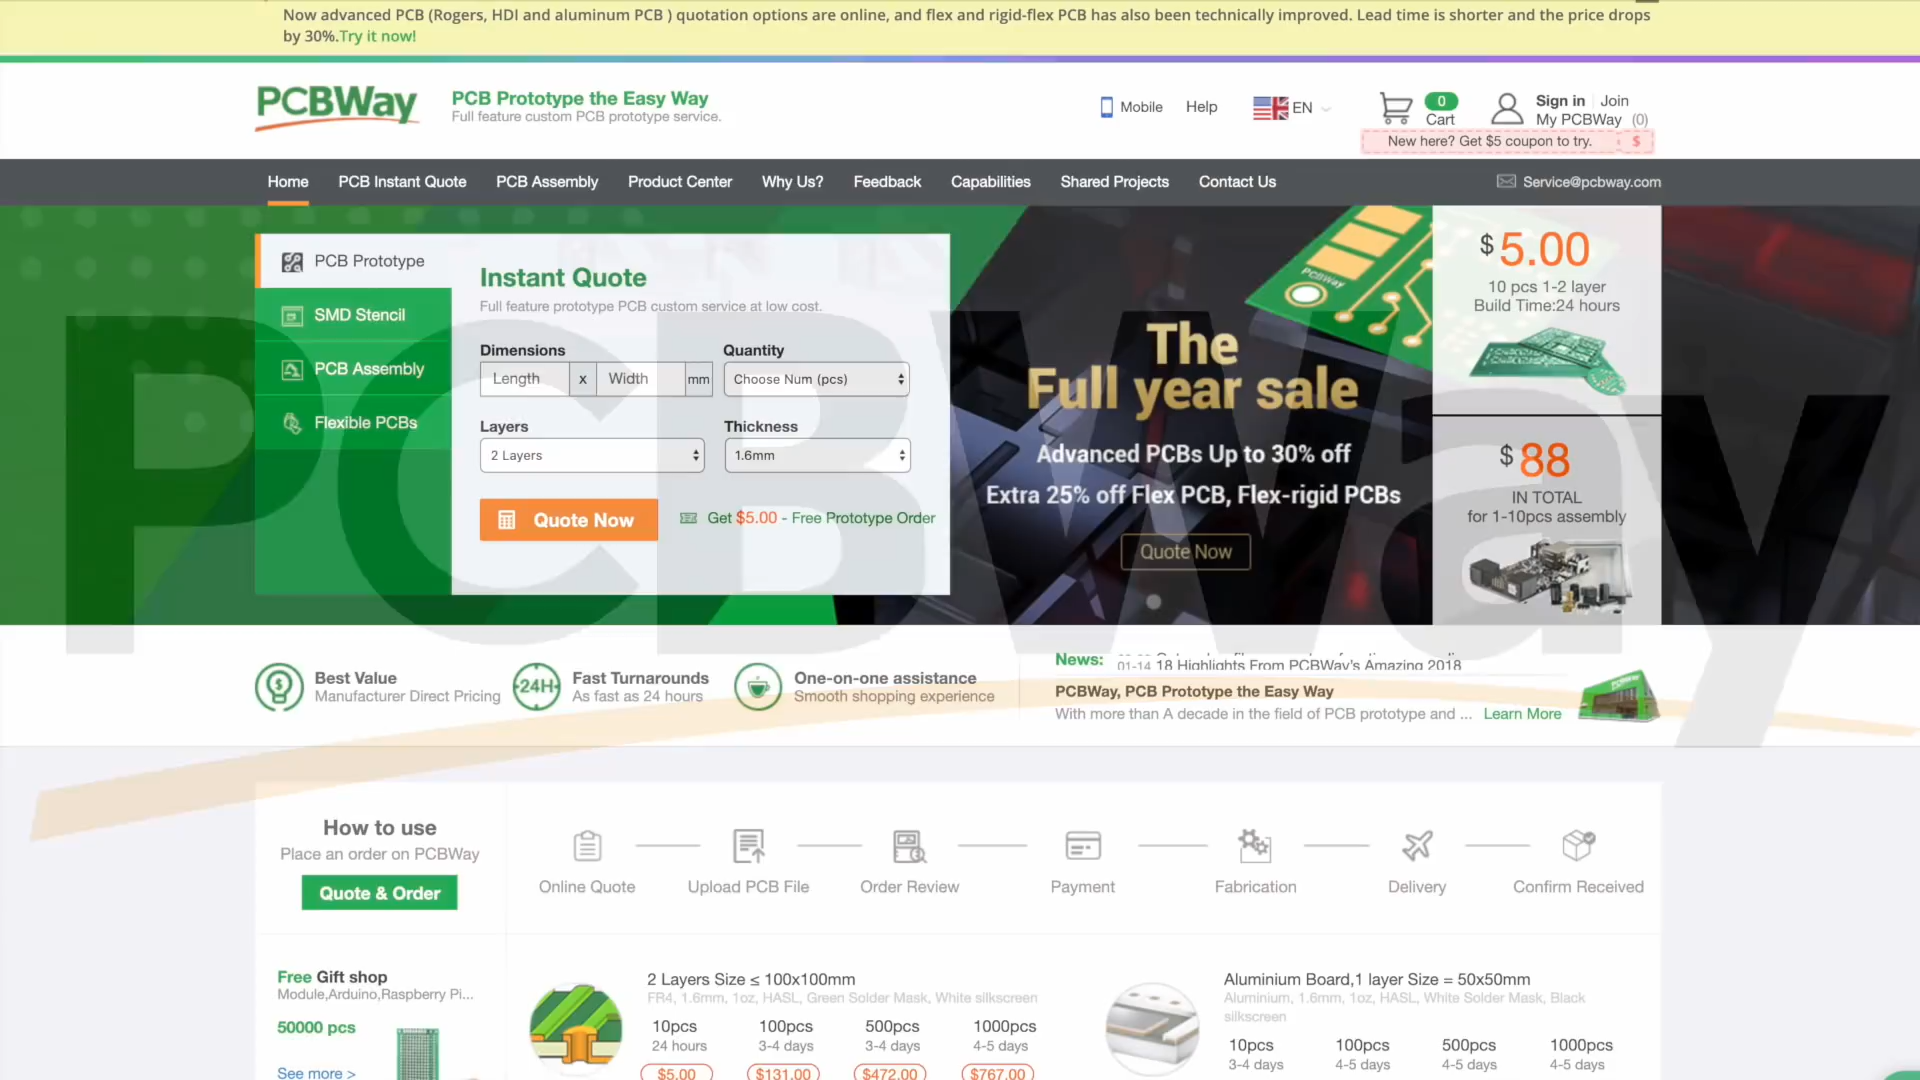 Now advanced PCB (Rogers, HDI and aluminum PCB ) quotation options are online, and flex and rigid-flex PCB has also been technically improved. Lead time is shorter and the price drops
by 30%.Try it now!
PCBWay
PCB Prototype the Easy Way
Full feature custom PCB prototype service.
Mobile
Help
EN
0
Cart
Sign in
Join
My PCBWay (0)
New here? Get $5 coupon to try.
$
Home
PCB Instant Quote
PCB Assembly
Product Center
Why Us?
Feedback
Capabilities
Shared Projects
Contact Us
Service@pcbway.com
PCB Prototype
SMD Stencil
PCB Assembly
Flexible PCBs
Instant Quote
Full feature prototype PCB custom service at low cost.
Dimensions
Length x Width mm
Quantity
Choose Num (pcs)
Layers
2 Layers
Thickness
1.6mm
Quote Now
Get $5.00 - Free Prototype Order
PCBWay
The
Full year sale
Advanced PCBs Up to 30% off
Extra 25% off Flex PCB, Flex-rigid PCBs
Quote Now
$5.00
10 pcs 1-2 layer
Build Time:24 hours
$88
IN TOTAL
for 1-10pcs assembly
PCBWay
Best Value
Manufacturer Direct Pricing
24H
Fast Turnarounds
As fast as 24 hours
One-on-one assistance
Smooth shopping experience
News:
01-14 18 Highlights From PCBWay's Amazing 2018
PCBWay, PCB Prototype the Easy Way
With more than A decade in the field of PCB prototype and ... Learn More
How to use
Place an order on PCBWay
Quote & Order
Online Quote
Upload PCB File
Order Review
Payment
Fabrication
Delivery
Confirm Received
Free Gift shop
Module,Arduino,Raspberry Pi...
50000 pcs
See more >
2 Layers Size ≤ 100x100mm
FR4, 1.6mm, 1oz, HASL, Green Solder Mask, White silkscreen
10pcs 100pcs 500pcs 1000pcs
24 hours 3-4 days 3-4 days 4-5 days
$5.00 $131.00 $472.00 $767.00
Aluminium Board,1 layer Size = 50x50mm
Aluminium, 1.6mm, 1oz, HASL, White Solder Mask, Black
silkscreen
10pcs 100pcs 500pcs 1000pcs
3-4 days 4-5 days 4-5 days 4-5 days